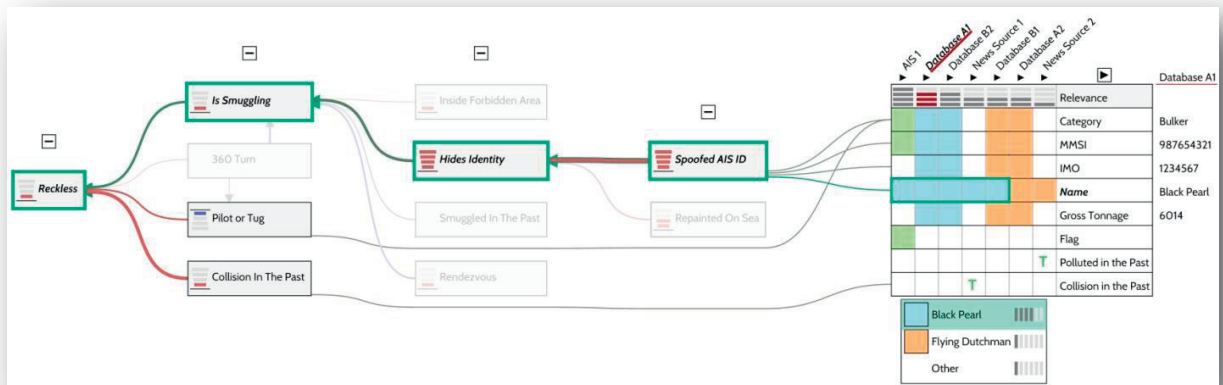 AIS 1
Database A1
Database B2
News Source 1
Database B1
Database A2
News Source 2
Database A1
Is Smuggling
Inside Forbidden Area
360 Turn
Hides Identity
Spoofed AIS ID
Reckless
Pilot or Tug
Smuggled In The Past
Repainted On Sea
Collision In The Past
Rendezvous
Relevance
Category Bulker
MMSI 987654321
IMO 1234567
Name Black Pearl
Gross Tonnage 6014
Flag
T Polluted in the Past
T Collision in the Past
Black Pearl
Flying Dutchman
Other